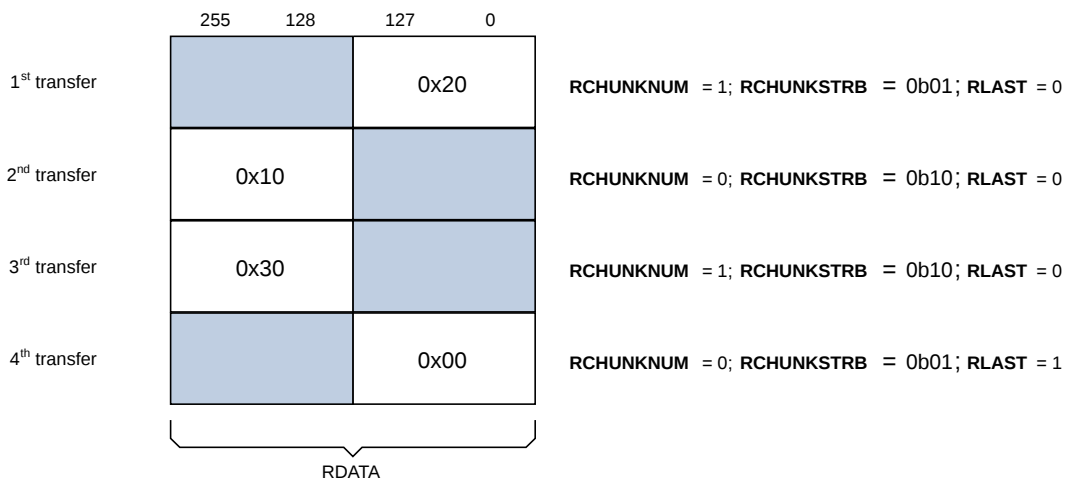 255 128 127 0
1st transfer 0x20 RCHUNKNUM = 1; RCHUNKSTRB = 0b01; RLAST = 0
2nd transfer 0x10 RCHUNKNUM = 0; RCHUNKSTRB = 0b10; RLAST = 0
3rd transfer 0x30 RCHUNKNUM = 1; RCHUNKSTRB = 0b10; RLAST = 0
4th transfer 0x00 RCHUNKNUM = 0; RCHUNKSTRB = 0b01; RLAST = 1
RDATA